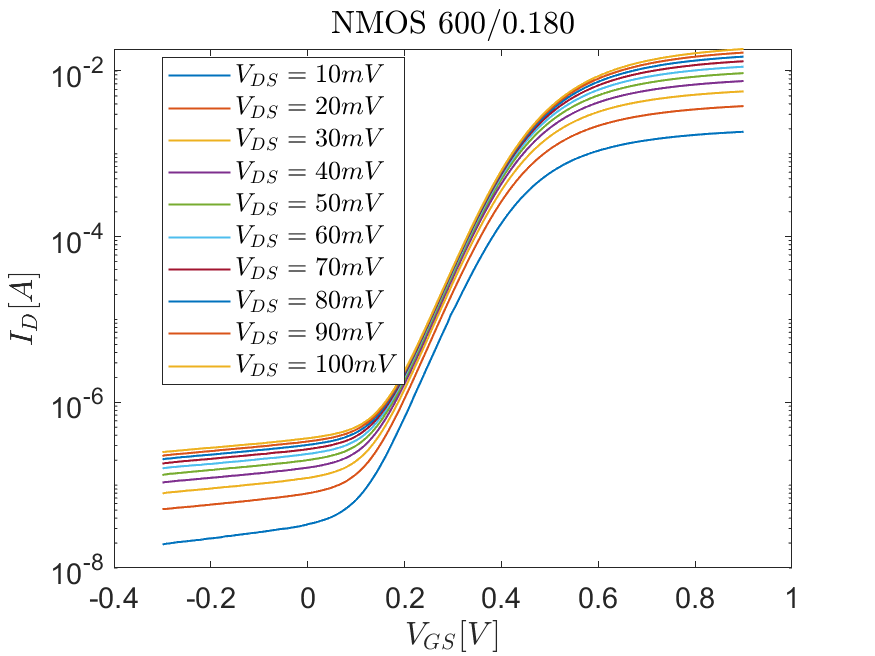 NMOS 600/0.180
V_DS = 10mV
V_DS = 20mV
V_DS = 30mV
V_DS = 40mV
V_DS = 50mV
V_DS = 60mV
V_DS = 70mV
V_DS = 80mV
V_DS = 90mV
V_DS = 100mV
I_D[A]
10^-2
10^-4
10^-6
10^-8
-0.4 -0.2 0 0.2 0.4 0.6 0.8 1
V_GS[V]